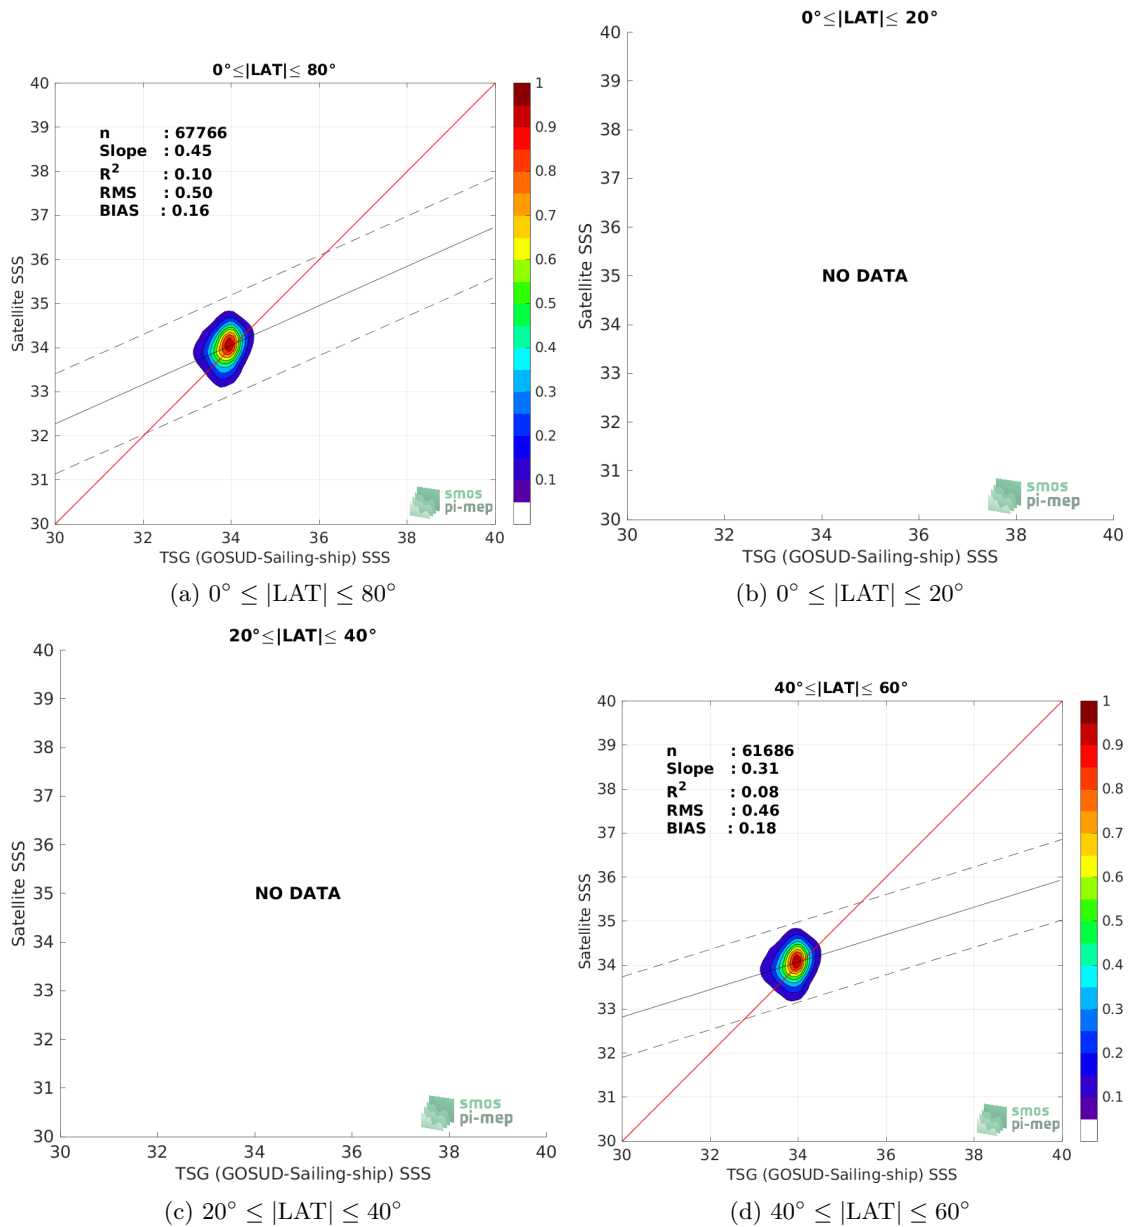 0°≤|LAT|≤ 80°
40
39
38
37
36
35
34
33
32
31
30
Satellite SSS
n : 67766
Slope : 0.45
R² : 0.10
RMS : 0.50
BIAS : 0.16
smos
pi-mep
30 32 34 36 38 40
TSG (GOSUD-Sailing-ship) SSS
1
0.9
0.8
0.7
0.6
0.5
0.4
0.3
0.2
0.1
(a) 0° ≤ |LAT| ≤ 80°
0°≤|LAT|≤ 20°
40
39
38
37
36
35
34
33
32
31
30
Satellite SSS
NO DATA
smos
pi-mep
30 32 34 36 38 40
TSG (GOSUD-Sailing-ship) SSS
(b) 0° ≤ |LAT| ≤ 20°
20°≤|LAT|≤ 40°
40
39
38
37
36
35
34
33
32
31
30
Satellite SSS
NO DATA
smos
pi-mep
30 32 34 36 38 40
TSG (GOSUD-Sailing-ship) SSS
(c) 20° ≤ |LAT| ≤ 40°
40°≤|LAT|≤ 60°
40
39
38
37
36
35
34
33
32
31
30
Satellite SSS
n : 61686
Slope : 0.31
R² : 0.08
RMS : 0.46
BIAS : 0.18
smos
pi-mep
30 32 34 36 38 40
TSG (GOSUD-Sailing-ship) SSS
1
0.9
0.8
0.7
0.6
0.5
0.4
0.3
0.2
0.1
(d) 40° ≤ |LAT| ≤ 60°